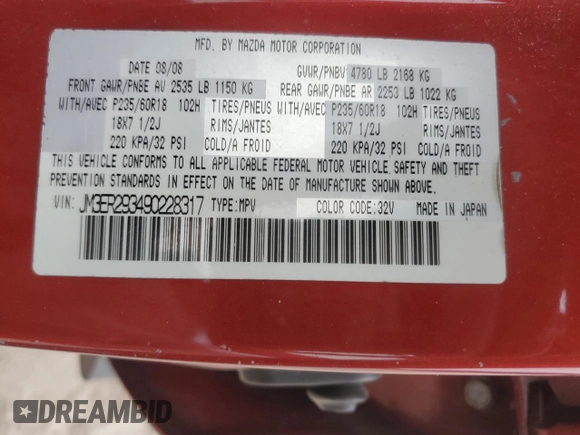 MFD. BY MAZDA MOTOR CORPORATION
DATE 08/08 GVWR/PNBV 4780 LB 2168 KG
FRONT GAWR/PNBE AV 2535 LB 1150 KG REAR GAWR/PNBE AR 2253 LB 1022 KG
WITH/AVEC P235/60R18 102H TIRES/PNEUS WITH/AVEC P235/60R18 102H TIRES/PNEUS
18X7 1/2J RIMS/JANTES 18X7 1/2J RIMS/JANTES
220 KPA/32 PSI COLD/A FROID 220 KPA/32 PSI COLD/A FROID
THIS VEHICLE CONFORMS TO ALL APPLICABLE FEDERAL MOTOR VEHICLE SAFETY AND THEFT
PREVENTION STANDARDS IN EFFECT ON THE DATE OF MANUFACTURE SHOWN ABOVE.
VIN: JM3ER293490228317 TYPE:MPV COLOR CODE:32V MADE IN JAPAN
DREAMBID